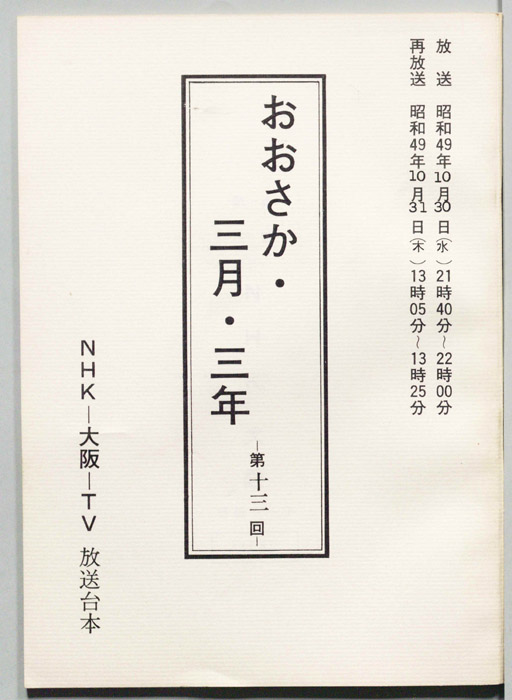 放送 昭和49年10月30日(水)21時40分~22時00分
再放送 昭和49年10月31日(木)13時05分~13時25分
おおさか・
三月・三年
―第十三回―
NHK―大阪―TV 放送台本